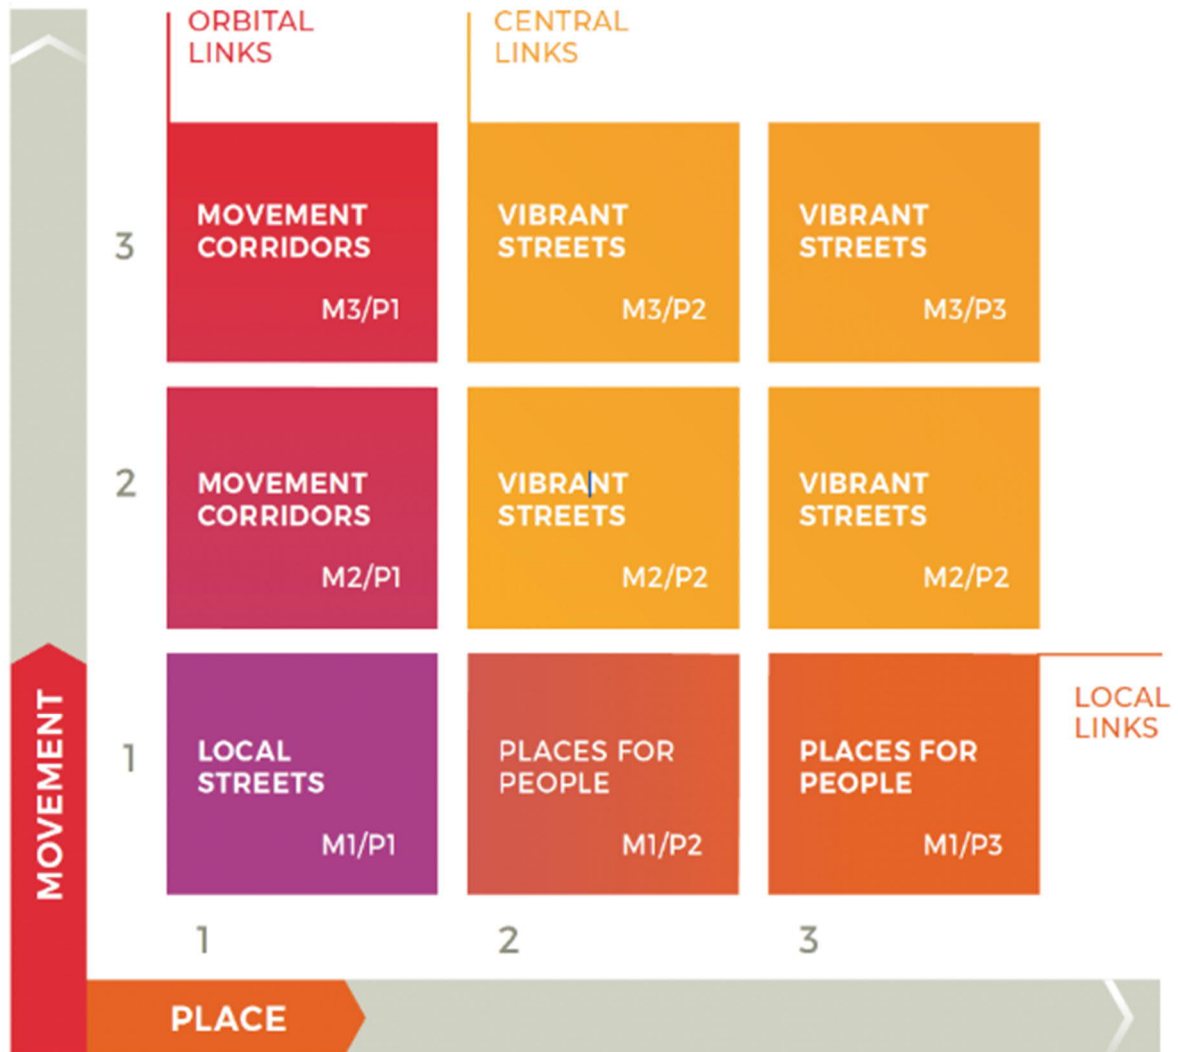 ORBITAL
LINKS
CENTRAL
LINKS
3
MOVEMENT
CORRIDORS
M3/P1
VIBRANT
STREETS
M3/P2
VIBRANT
STREETS
M3/P3
2
MOVEMENT
CORRIDORS
M2/P1
VIBRANT
STREETS
M2/P2
VIBRANT
STREETS
M2/P2
LOCAL
LINKS
1
LOCAL
STREETS
M1/P1
PLACES FOR
PEOPLE
M1/P2
PLACES FOR
PEOPLE
M1/P3
MOVEMENT
1
2
3
PLACE